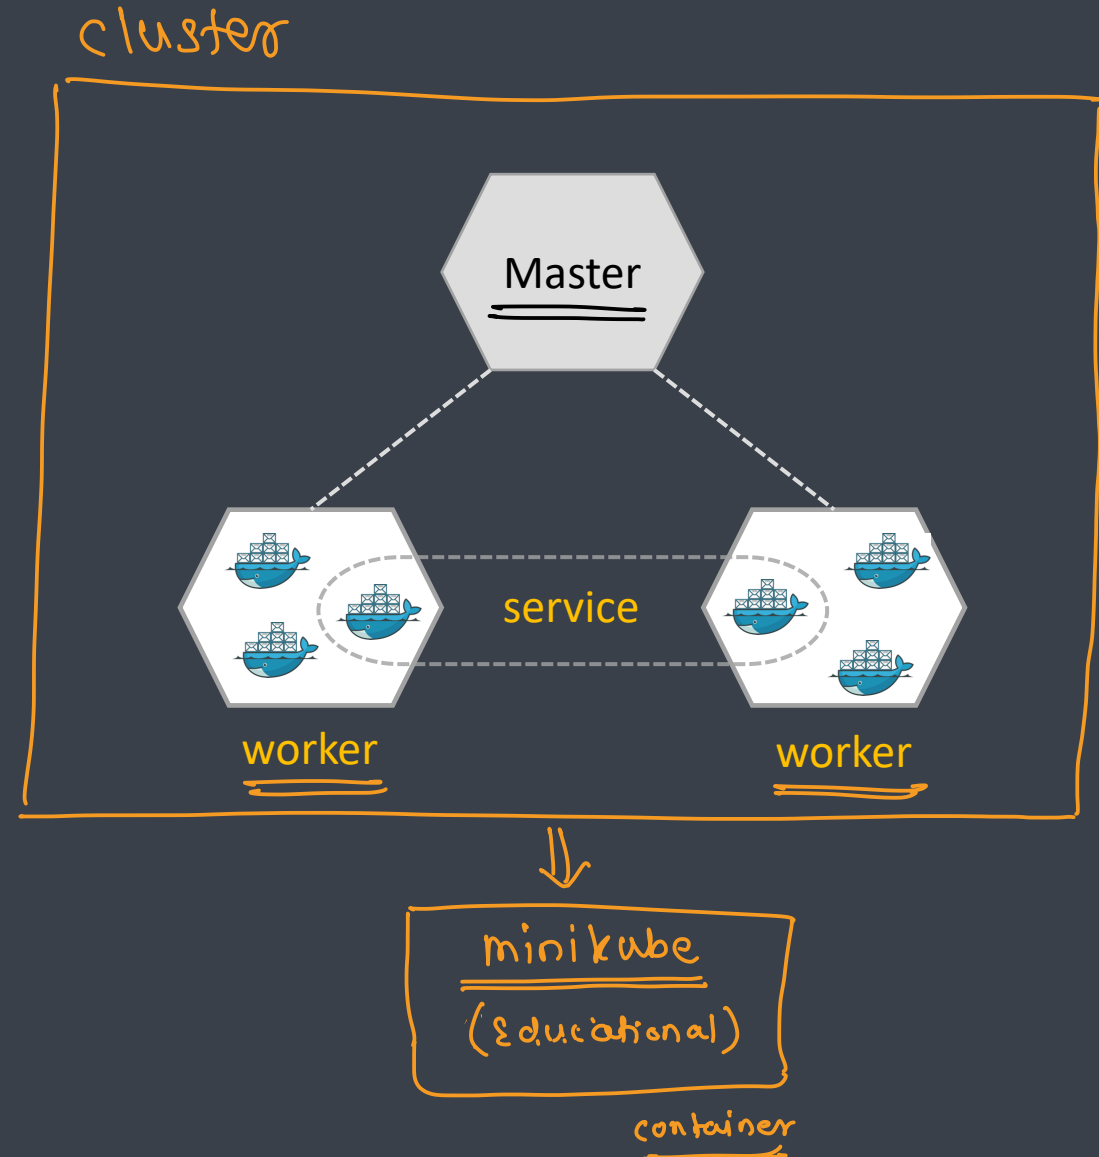 cluster
Master
service
worker
worker
minikube
(Educational)
container